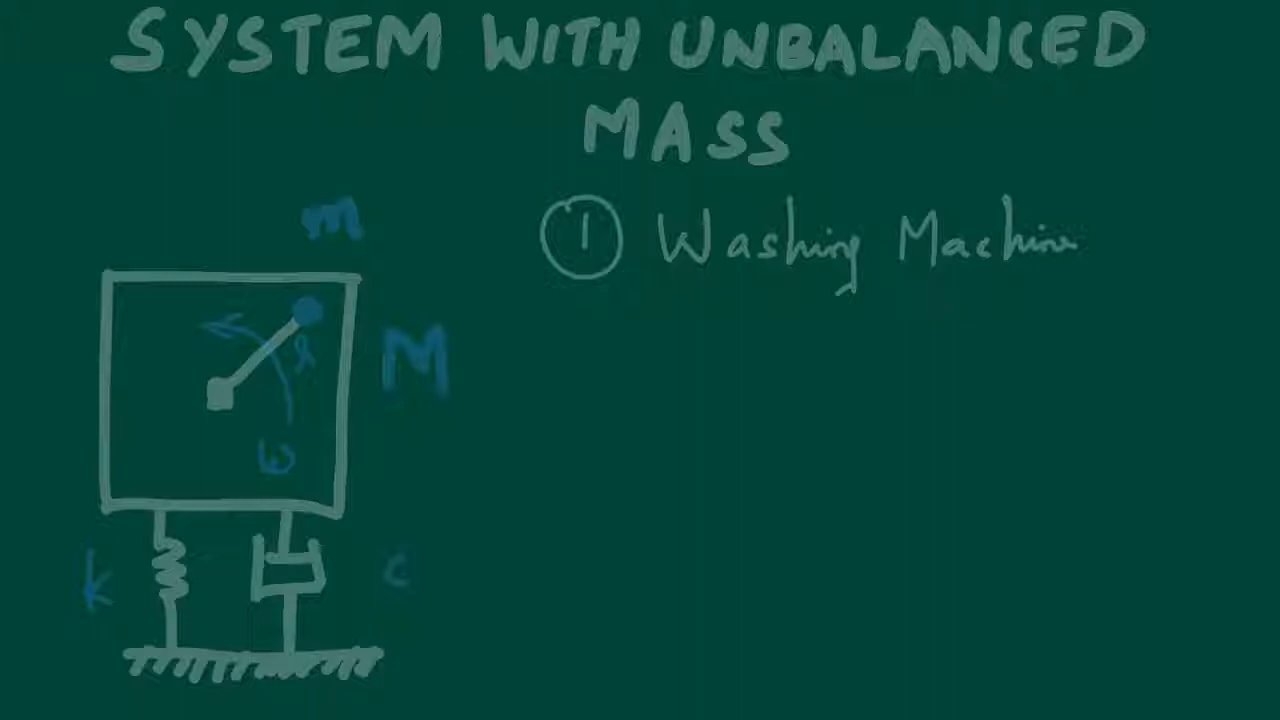 SYSTEM WITH UNBALANCED
MASS
m
① Washing Machine
M
ω
k
c